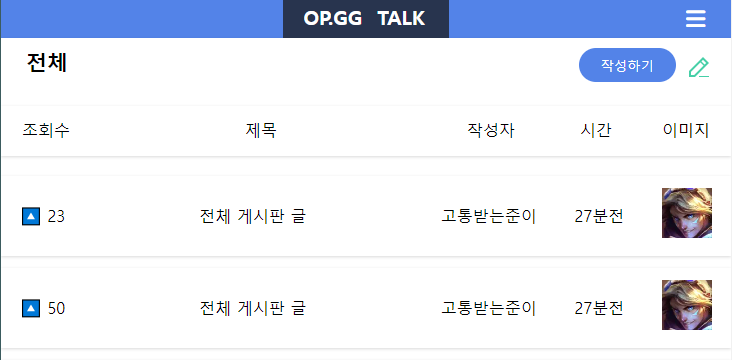 OP.GG TALK
전체
작성하기
조회수 제목 작성자 시간 이미지
23 전체 게시판 글 고통받는준이 27분전
50 전체 게시판 글 고통받는준이 27분전